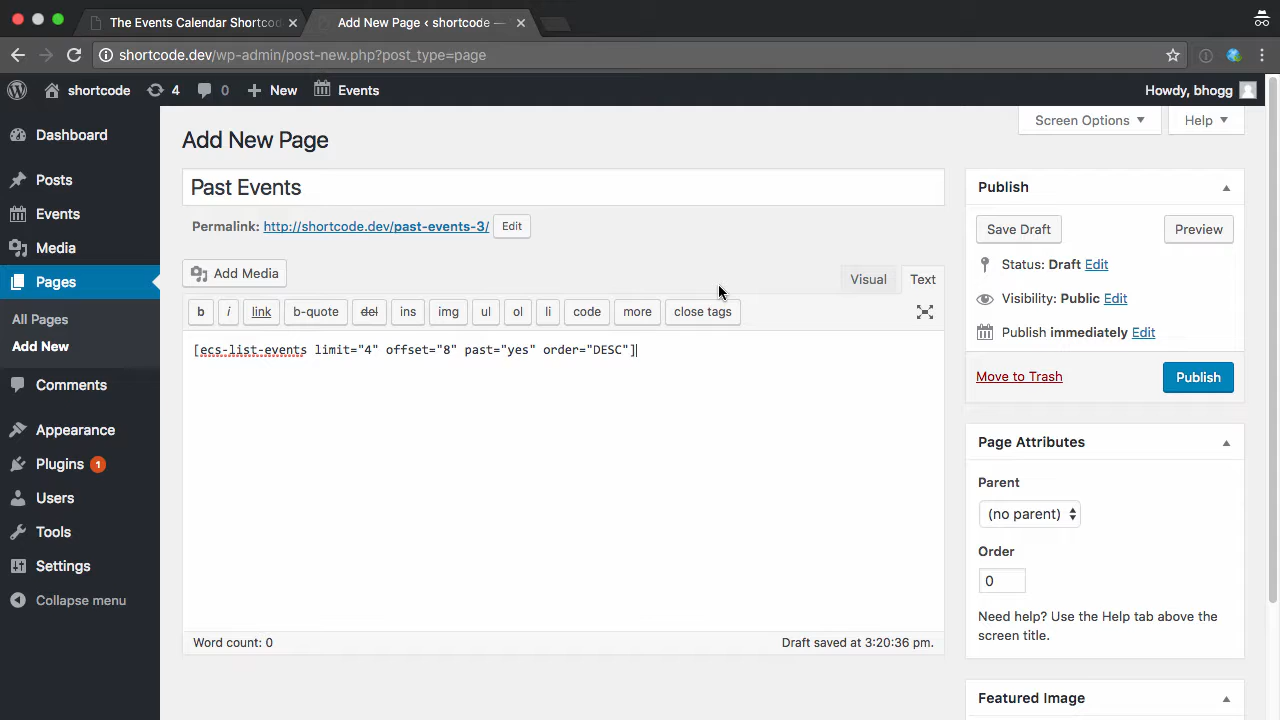 The Events Calendar Shortcod
Add New Page ‹ shortcode —
shortcode.dev/wp-admin/post-new.php?post_type=page
shortcode
4
0
New
Events
Howdy, bhogg
Dashboard
Posts
Events
Media
Pages
All Pages
Add New
Comments
Appearance
Plugins 1
Users
Tools
Settings
Collapse menu
Screen Options
Help
Add New Page
Past Events
Permalink: http://shortcode.dev/past-events-3/ Edit
Add Media
Visual
Text
b
i
link
b-quote
del
ins
img
ul
ol
li
code
more
close tags
[ecs-list-events limit="4" offset="8" past="yes" order="DESC"]
Word count: 0
Draft saved at 3:20:36 pm.
Publish
Save Draft
Preview
Status: Draft Edit
Visibility: Public Edit
Publish immediately Edit
Move to Trash
Publish
Page Attributes
Parent
(no parent)
Order
0
Need help? Use the Help tab above the
screen title.
Featured Image